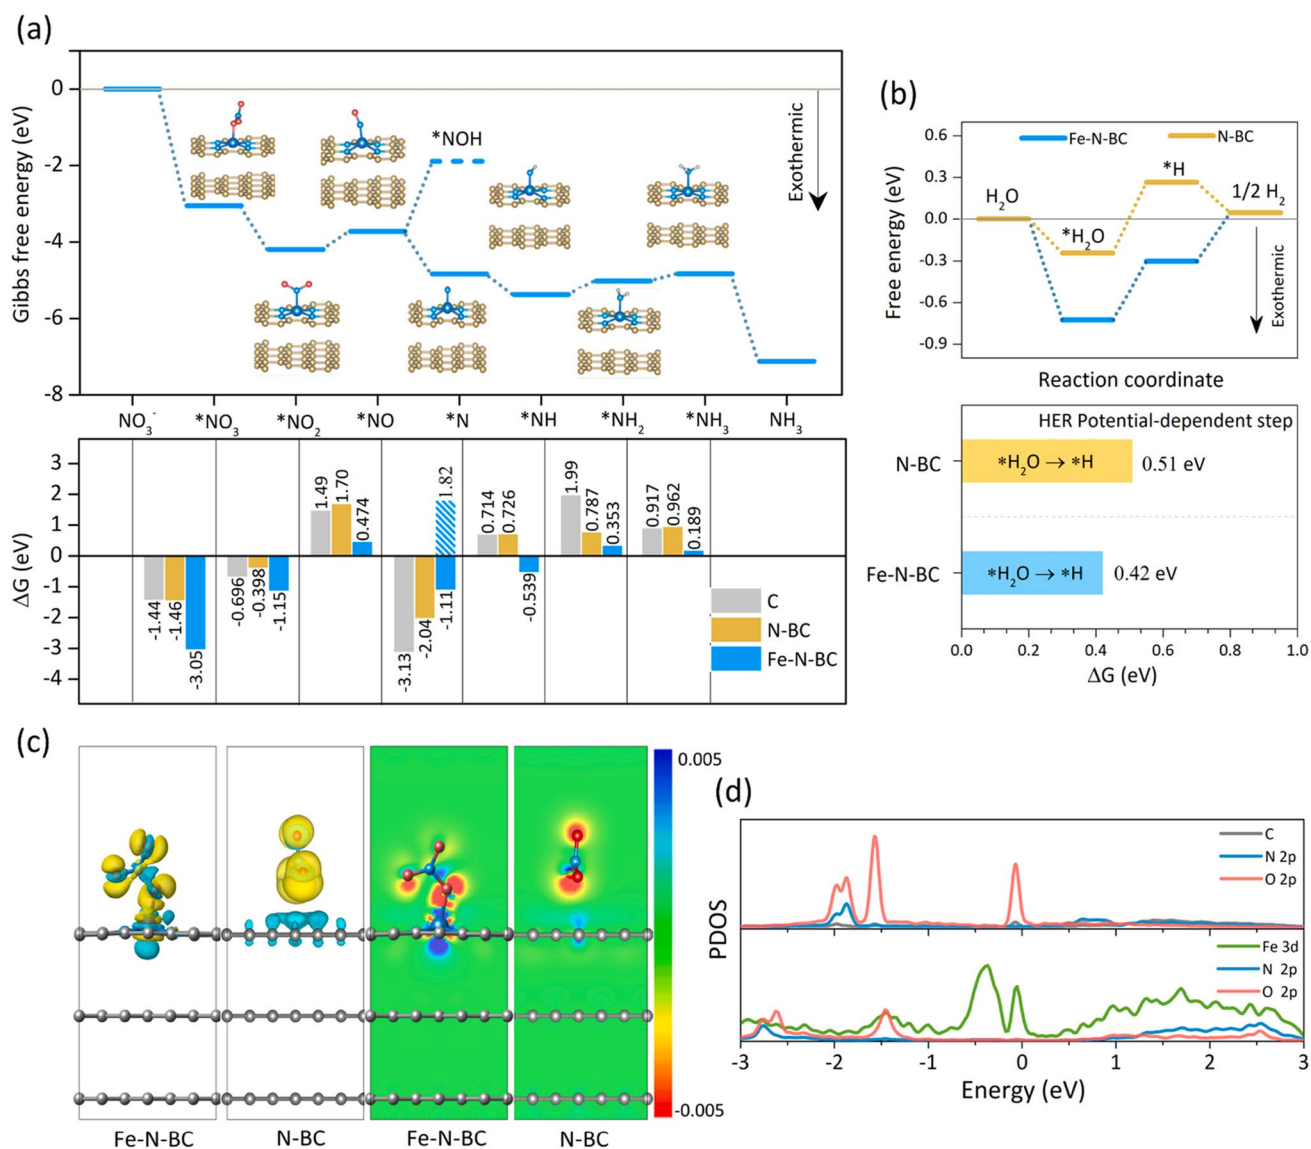 (a)
Gibbs free energy (eV)
0
-2
-4
-6
-8
*NOH
Exothermic
NO₃⁻
*NO₃
*NO₂
*NO
*N
*NH
*NH₂
*NH₃
NH₃
ΔG (eV)
3
2
1
0
-1
-2
-3
-4
-1.44
-1.46
-3.05
-0.696
-0.398
-1.15
1.49
1.70
0.474
-3.13
-2.04
-1.11
1.82
0.714
0.726
-0.539
1.99
0.787
0.353
0.917
0.962
0.189
C
N-BC
Fe-N-BC
(b)
Free energy (eV)
0.6
0.3
0.0
-0.3
-0.6
-0.9
Fe-N-BC
N-BC
H₂O
*H₂O
*H
1/2 H₂
Exothermic
Reaction coordinate
HER Potential-dependent step
N-BC
*H₂O → *H
0.51 eV
Fe-N-BC
*H₂O → *H
0.42 eV
0.0 0.2 0.4 0.6 0.8 1.0
ΔG (eV)
(c)
0.005
-0.005
Fe-N-BC
N-BC
Fe-N-BC
N-BC
(d)
PDOS
C
N 2p
O 2p
Fe 3d
N 2p
O 2p
-3 -2 -1 0 1 2 3
Energy (eV)